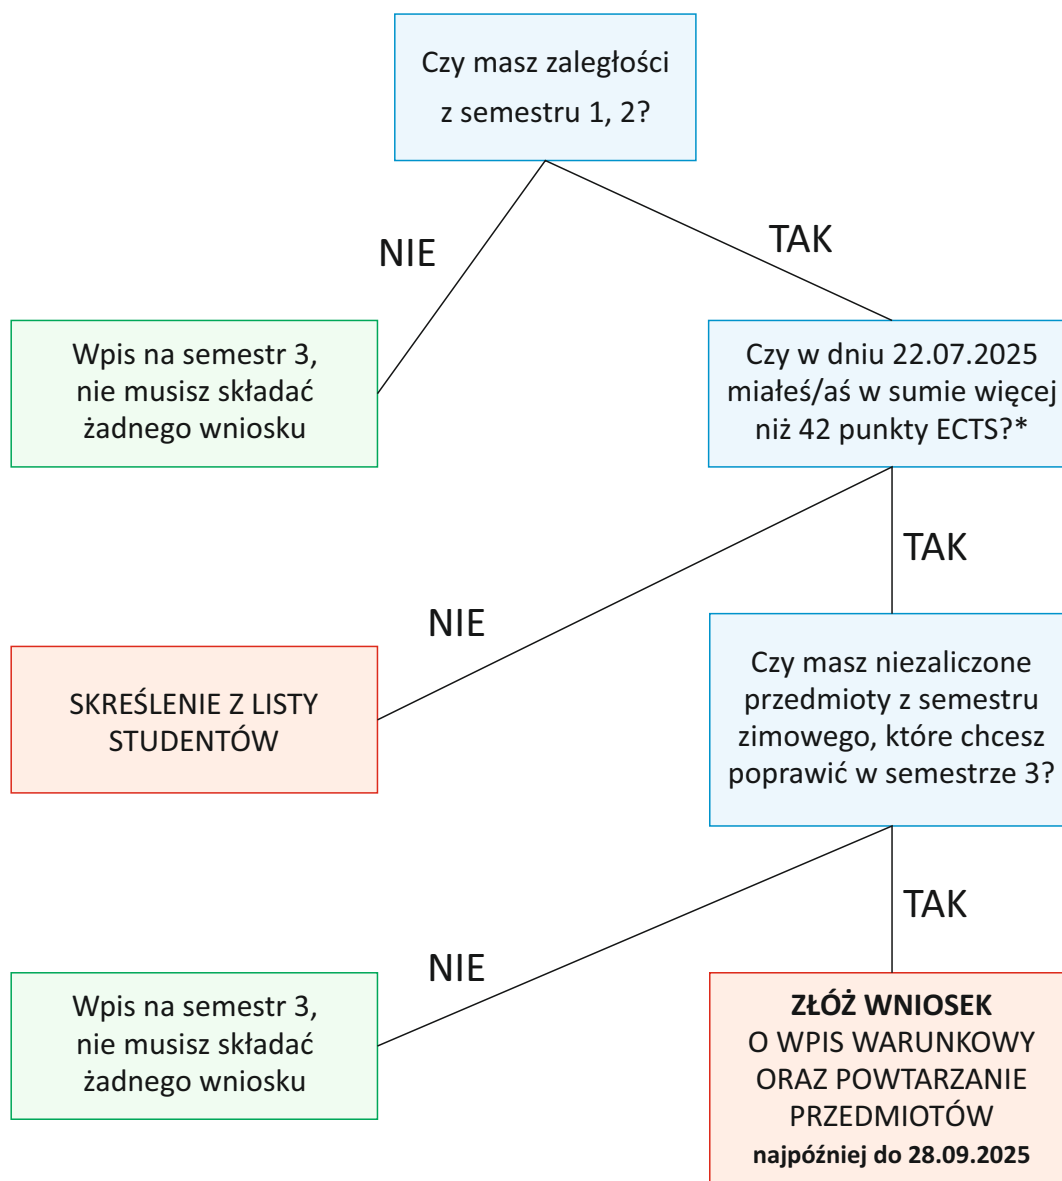 Czy masz zaległości
z semestru 1, 2?
NIE
TAK
Wpis na semestr 3,
nie musisz składać
żadnego wniosku
Czy w dniu 22.07.2025
miałeś/aś w sumie więcej
niż 42 punkty ECTS?*
NIE
TAK
SKREŚLENIE Z LISTY
STUDENTÓW
Czy masz niezaliczone
przedmioty z semestru
zimowego, które chcesz
poprawić w semestrze 3?
NIE
TAK
Wpis na semestr 3,
nie musisz składać
żadnego wniosku
ZŁÓŻ WNIOSEK
O WPIS WARUNKOWY
ORAZ POWTARZANIE
PRZEDMIOTÓW
najpóźniej do 28.09.2025